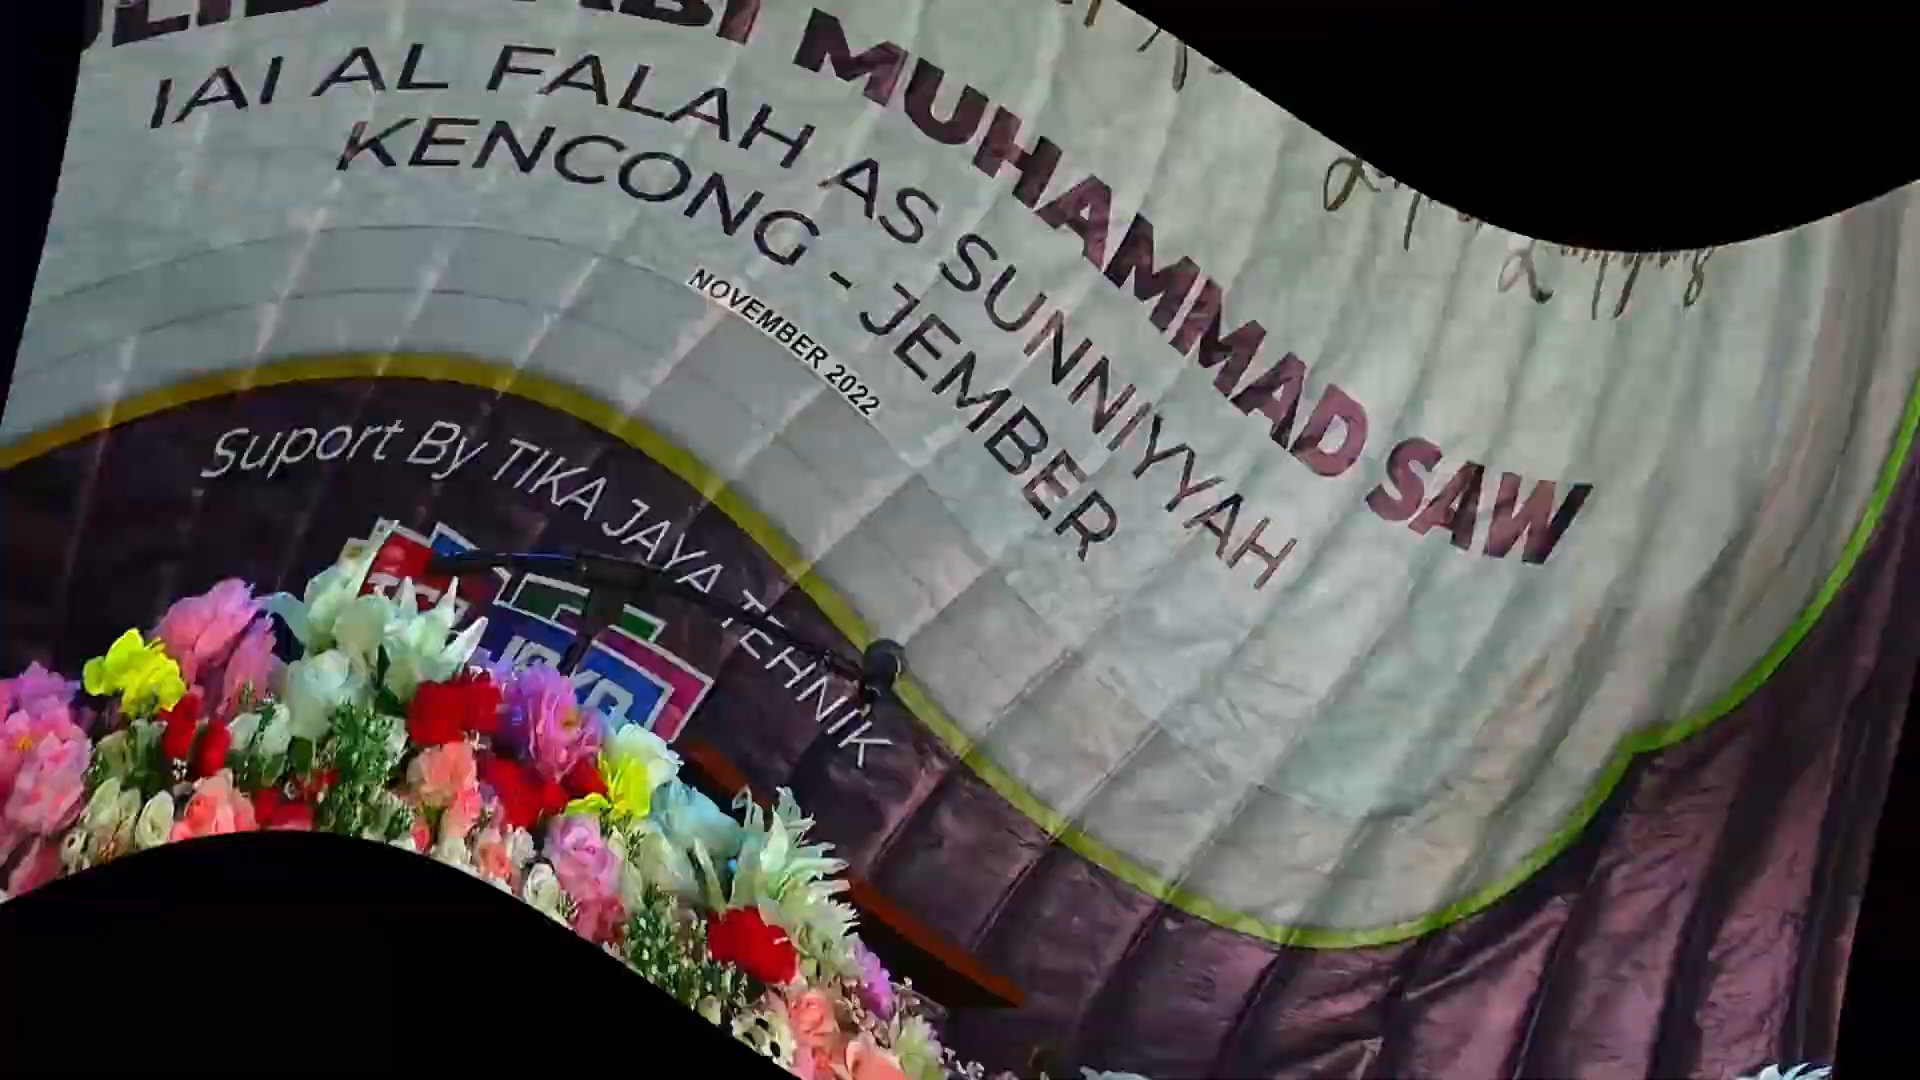 MUHAMMAD SAW
IAI AL FALAH AS SUNNIYYAH
KENCONG - JEMBER
NOVEMBER 2022
Suport By TIKA JAYA TEHNIK